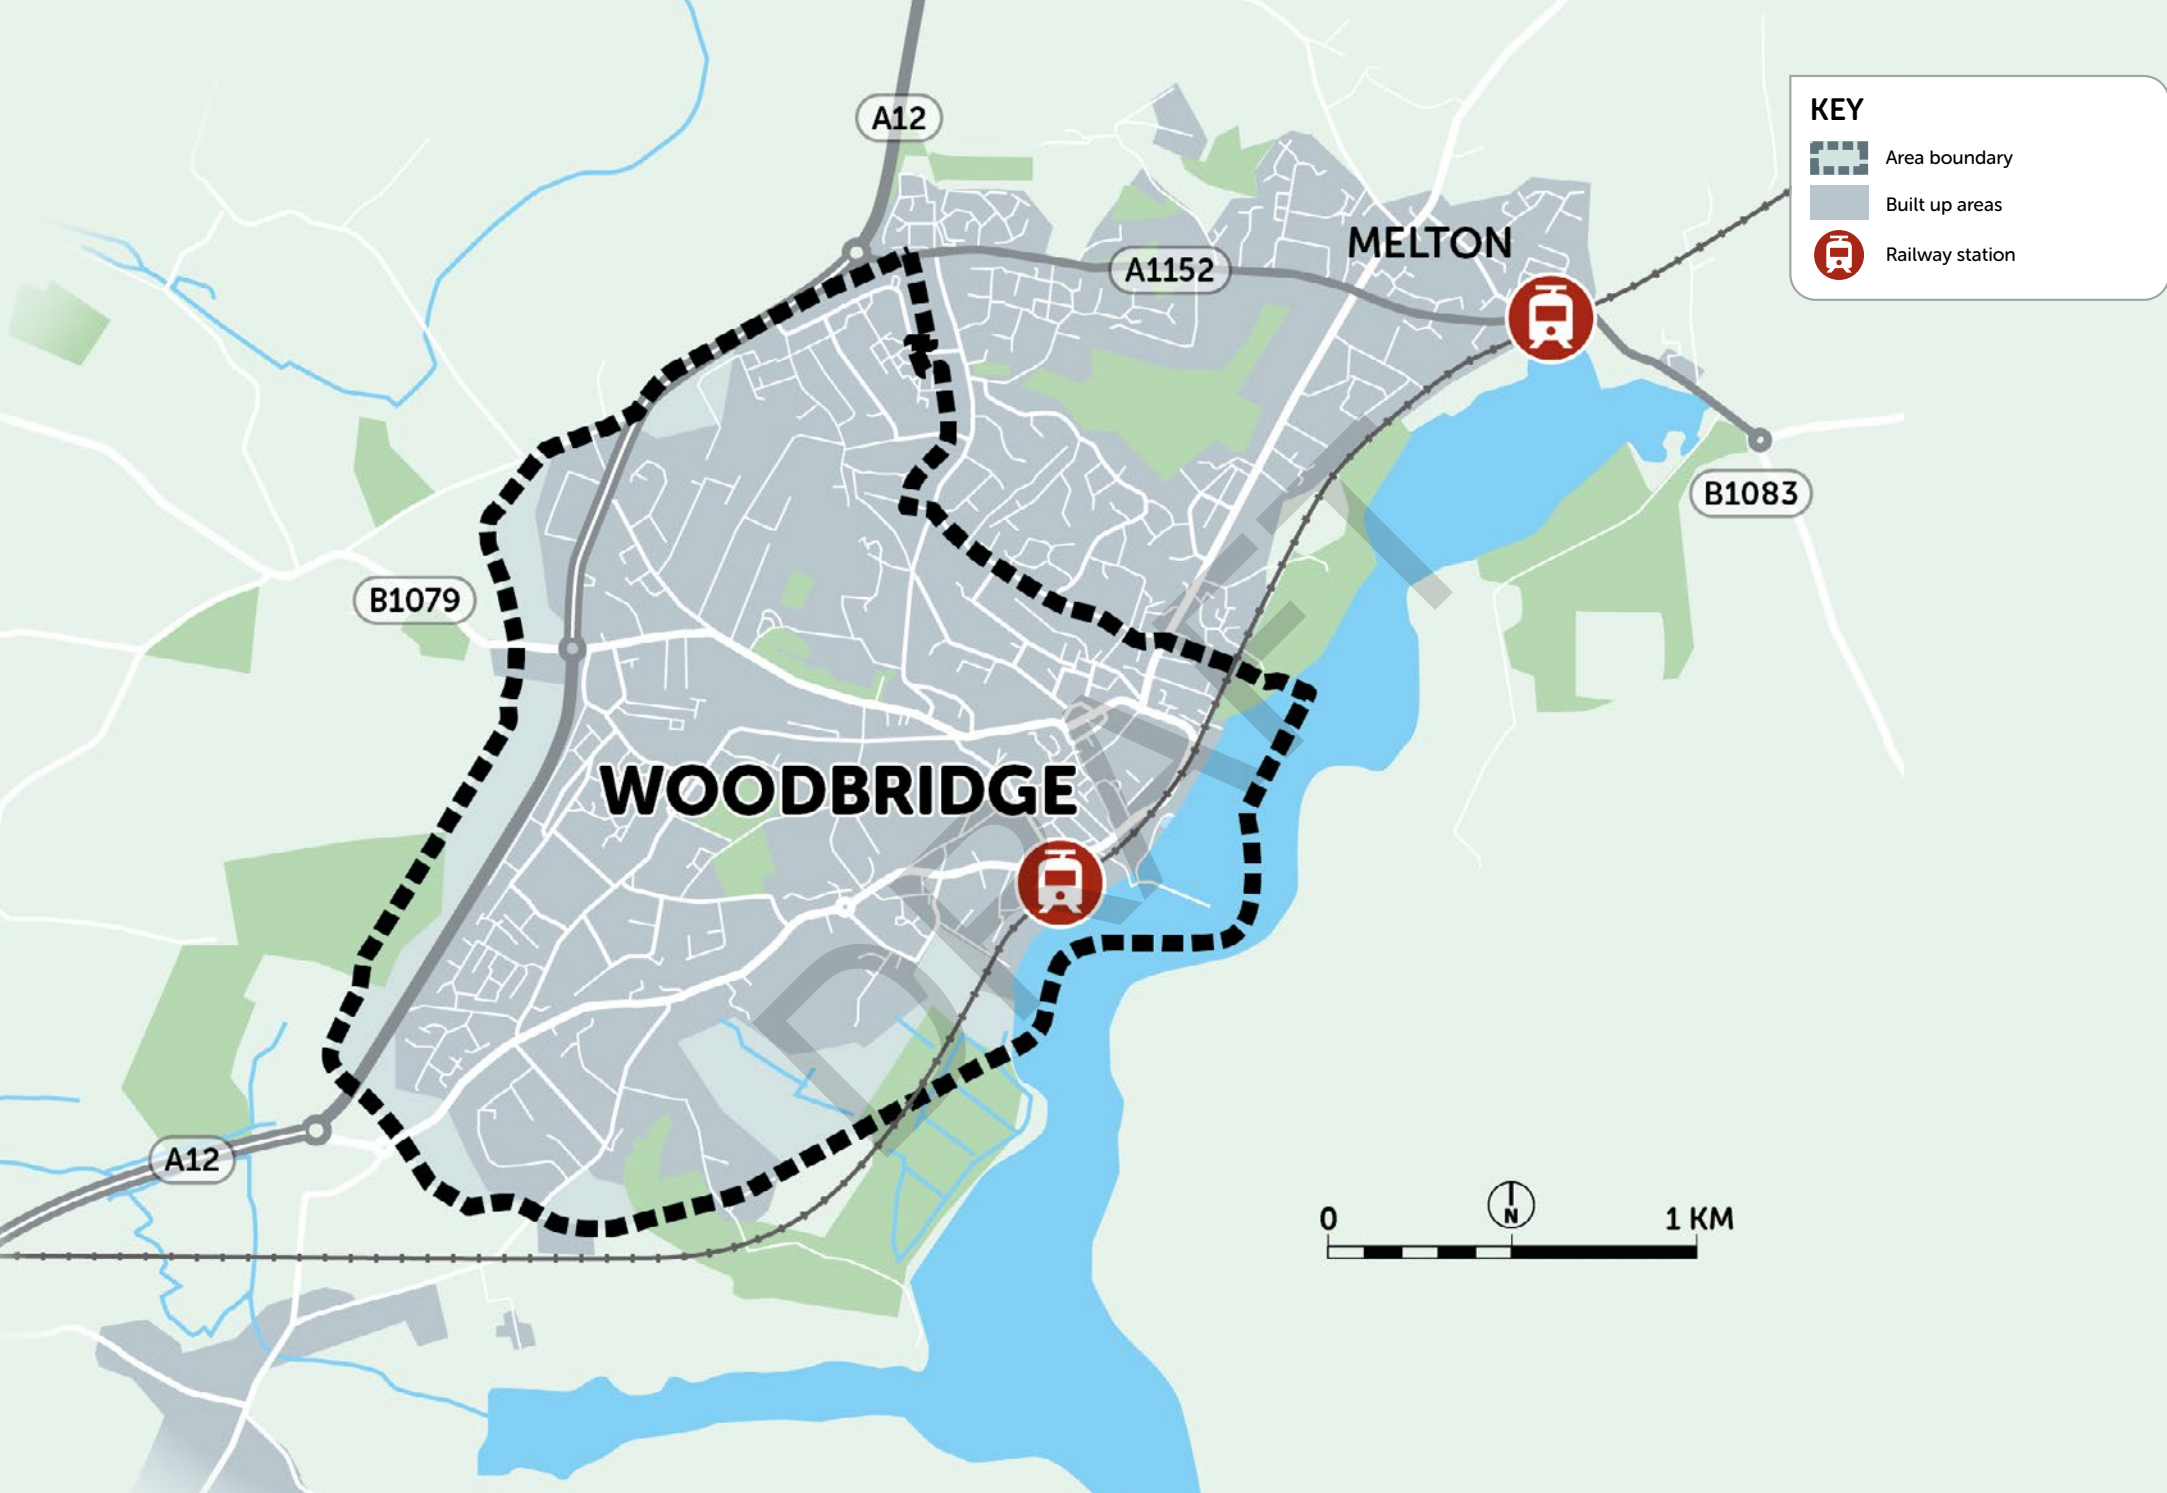 A12
KEY
Area boundary
Built up areas
Railway station
MELTON
A1152
B1083
B1079
WOODBRIDGE
DRAFT
A12
0 N 1 KM